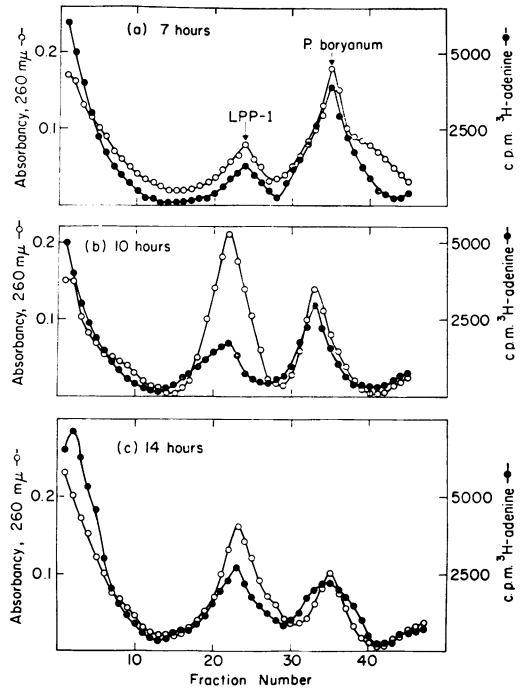 (a) 7 hours
P. boryanum
LPP-1
0.2
0.1
5000
2500
Absorbancy, 260 mµ
c.p.m. ³H-adenine
(b) 10 hours
0.2
0.1
5000
2500
Absorbancy, 260 mµ
c.p.m. ³H-adenine
(c) 14 hours
0.2
0.1
5000
2500
Absorbancy, 260 mµ
c.p.m. ³H-adenine
10 20 30 40
Fraction Number